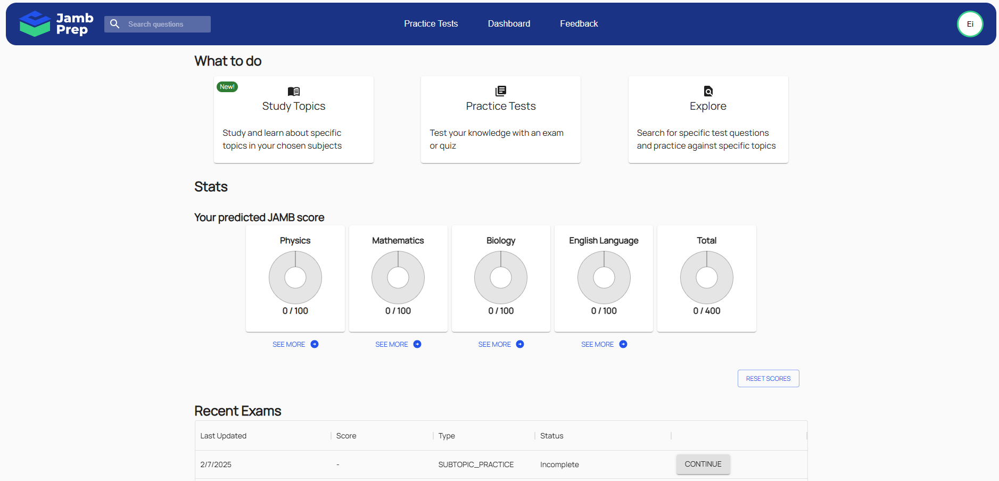 Jamb
Prep
Search questions
Practice Tests
Dashboard
Feedback
Ei
What to do
New!
Study Topics
Study and learn about specific
topics in your chosen subjects
Practice Tests
Test your knowledge with an exam
or quiz
Explore
Search for specific test questions
and practice against specific topics
Stats
Your predicted JAMB score
Physics
0 / 100
SEE MORE
Mathematics
0 / 100
SEE MORE
Biology
0 / 100
SEE MORE
English Language
0 / 100
SEE MORE
Total
0 / 400
RESET SCORES
Recent Exams
Last Updated Score Type Status
2/7/2025 - SUBTOPIC_PRACTICE Incomplete CONTINUE